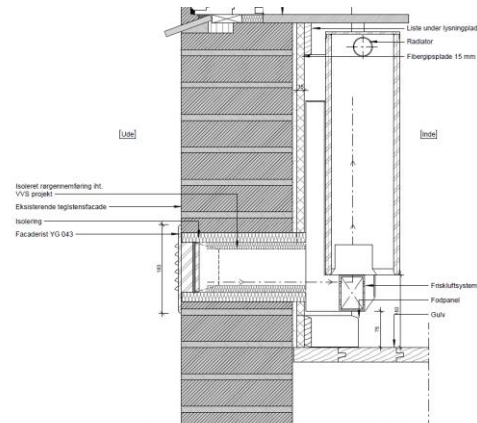 Liste under lysningplad
Radiator
Fibergipsplade 15 mm
[Ude]
[Inde]
Isoleret rørgennemføring iht.
VVS projekt
Eksisterende teglstensfacade
Isolering
Facaderist YG 043
Friskluftsystem
Fodpanel
Gulv
75